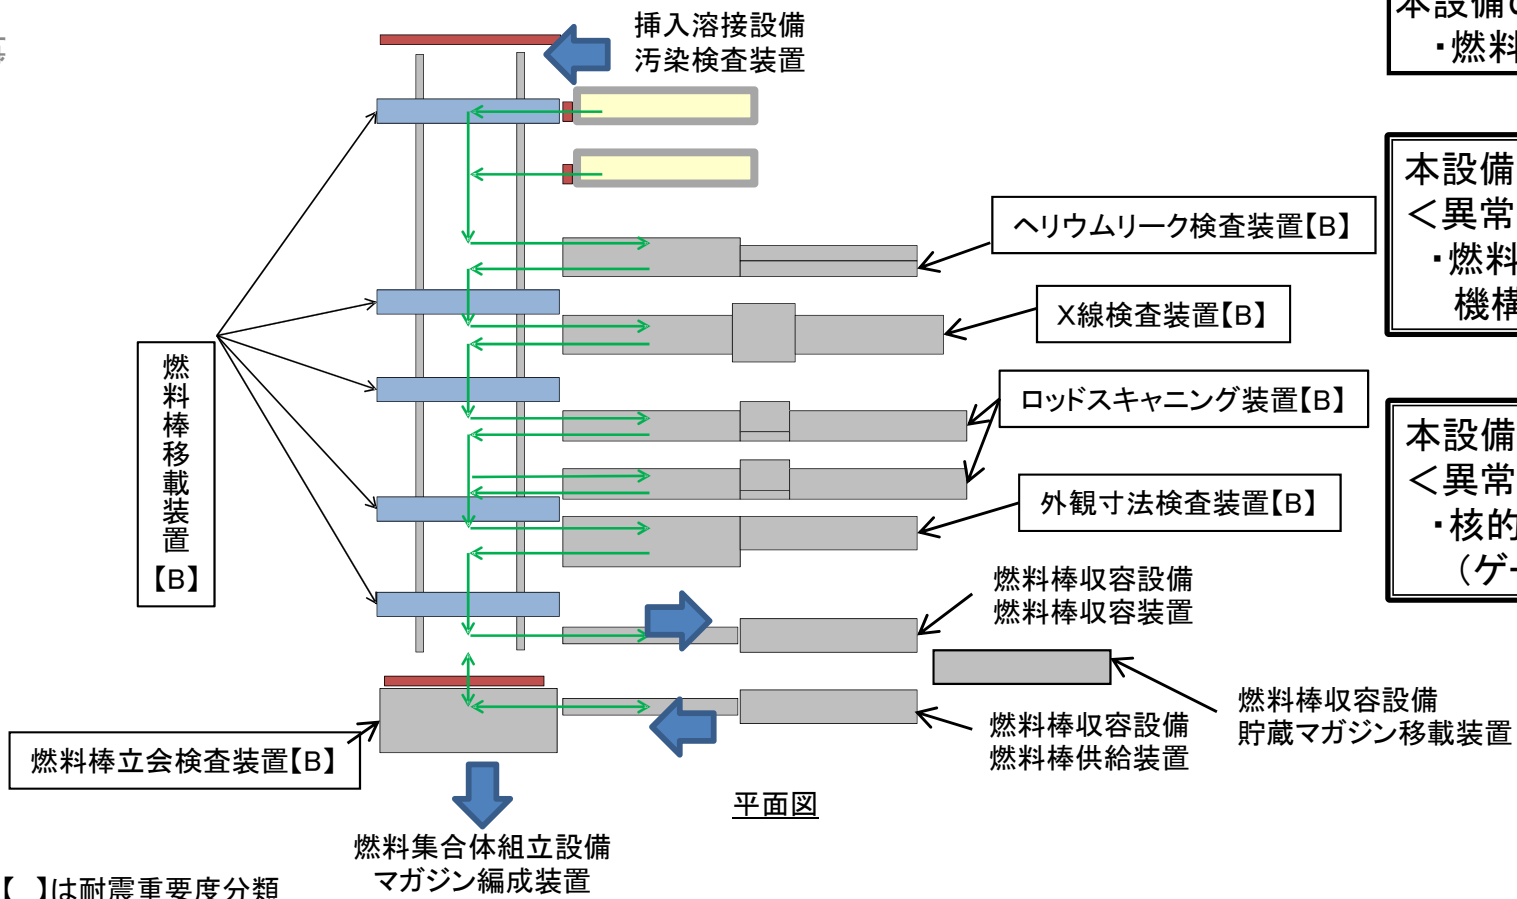 挿入溶接設備
汚染検査装置
本設備
・燃料
本設備
＜異常
・燃料
機構
ヘリウムリーク検査装置【B】
X線検査装置【B】
ロッドスキャニング装置【B】
本設備
＜異常
・核的
（ゲ
外観寸法検査装置【B】
燃料棒移載装置【B】
燃料棒収容設備
燃料棒収容装置
燃料棒収容設備
貯蔵マガジン移載装置
燃料棒収容設備
燃料棒供給装置
燃料棒立会検査装置【B】
平面図
燃料集合体組立設備
マガジン編成装置
【 】は耐震重要度分類